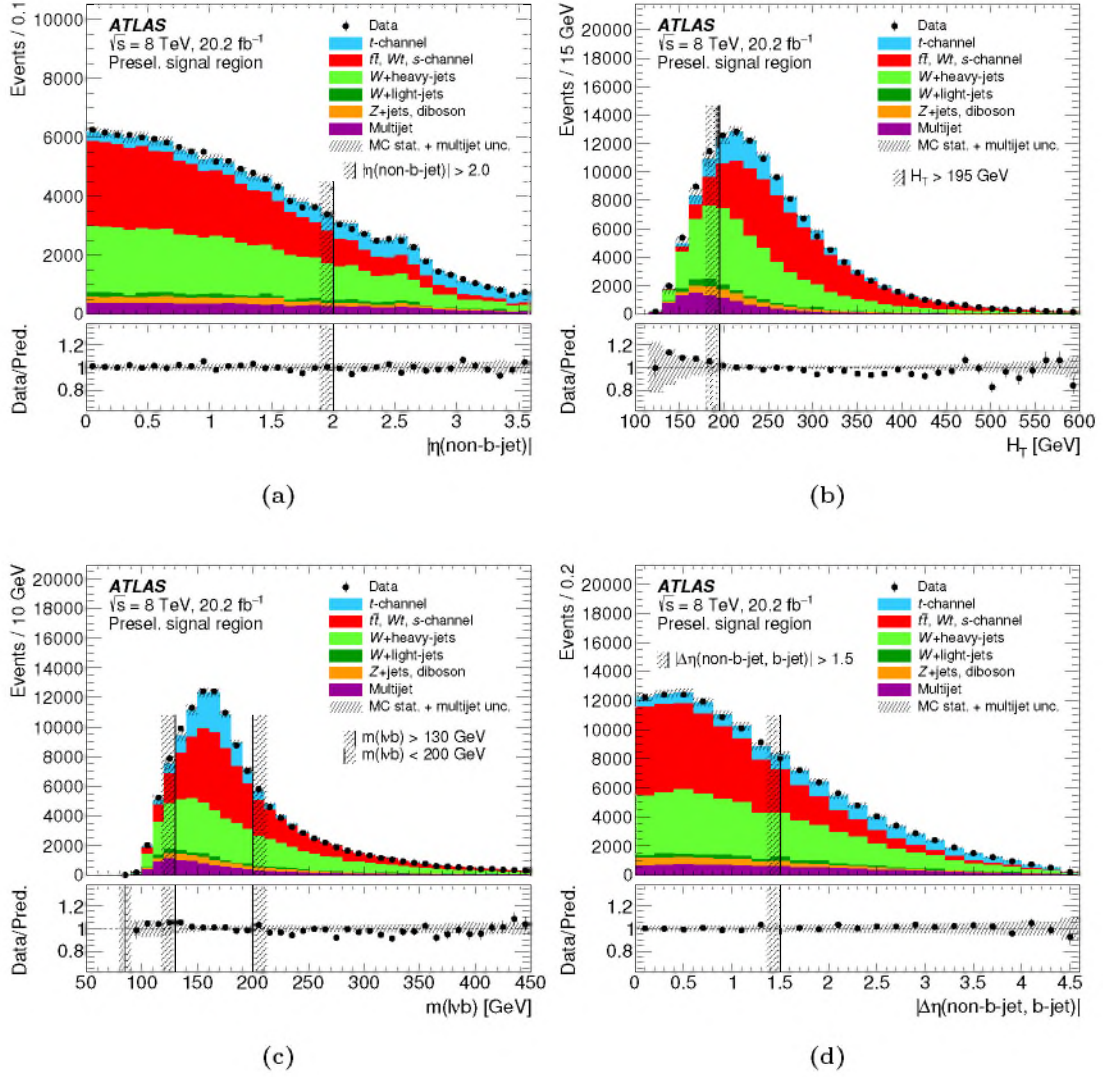 Events / 0.1
10000
8000
6000
4000
2000
0
ATLAS
√s = 8 TeV, 20.2 fb⁻¹
Presel. signal region
Data
t-channel
tt̄, Wt, s-channel
W+heavy-jets
W+light-jets
Z+jets, diboson
Multijet
MC stat. + multijet unc.
|η(non-b-jet)| > 2.0
Data/Pred.
1.2
1
0.8
0 0.5 1 1.5 2 2.5 3 3.5
|η(non-b-jet)|
(a)
Events / 15 GeV
20000
18000
16000
14000
12000
10000
8000
6000
4000
2000
0
ATLAS
√s = 8 TeV, 20.2 fb⁻¹
Presel. signal region
Data
t-channel
tt̄, Wt, s-channel
W+heavy-jets
W+light-jets
Z+jets, diboson
Multijet
MC stat. + multijet unc.
H_T > 195 GeV
Data/Pred.
1.2
1
0.8
100 150 200 250 300 350 400 450 500 550 600
H_T [GeV]
(b)
Events / 10 GeV
20000
18000
16000
14000
12000
10000
8000
6000
4000
2000
0
ATLAS
√s = 8 TeV, 20.2 fb⁻¹
Presel. signal region
Data
t-channel
tt̄, Wt, s-channel
W+heavy-jets
W+light-jets
Z+jets, diboson
Multijet
MC stat. + multijet unc.
m(lνb) > 130 GeV
m(lνb) < 200 GeV
Data/Pred.
1.2
1
0.8
50 100 150 200 250 300 350 400 450
m(lνb) [GeV]
(c)
Events / 0.2
20000
18000
16000
14000
12000
10000
8000
6000
4000
2000
0
ATLAS
√s = 8 TeV, 20.2 fb⁻¹
Presel. signal region
Data
t-channel
tt̄, Wt, s-channel
W+heavy-jets
W+light-jets
Z+jets, diboson
Multijet
MC stat. + multijet unc.
|Δη(non-b-jet, b-jet)| > 1.5
Data/Pred.
1.2
1
0.8
0 0.5 1 1.5 2 2.5 3 3.5 4 4.5
|Δη(non-b-jet, b-jet)|
(d)